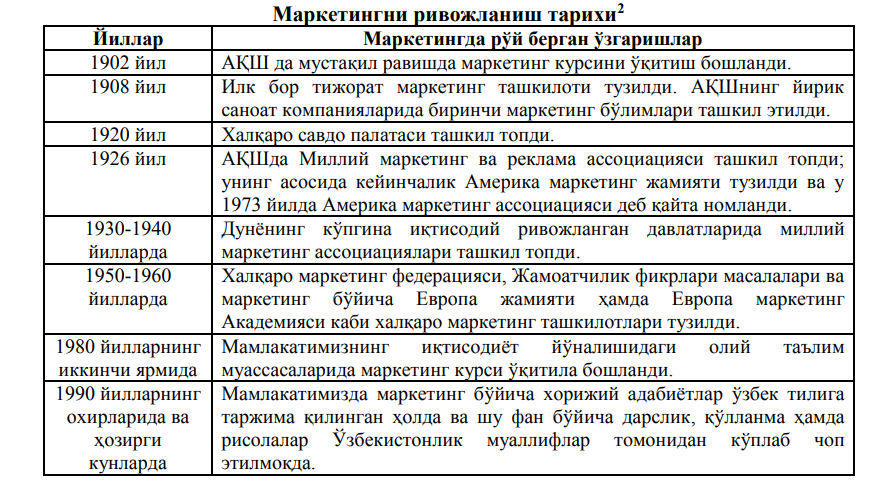 Маркетингни ривожланиш тарихи²
Йиллар Маркетингда рўй берган ўзгаришлар
1902 йил АҚШ да мустақил равишда маркетинг курсини ўқитиш бошланди.
1908 йил Илк бор тижорат маркетинг ташкилоти тузилди. АҚШнинг йирик
саноат компанияларида биринчи маркетинг бўлимлари ташкил этилди.
1920 йил Халқаро савдо палатаси ташкил топди.
1926 йил АҚШда Миллий маркетинг ва реклама ассоциацияси ташкил топди;
унинг асосида кейинчалик Америка маркетинг жамияти тузилди ва у
1973 йилда Америка маркетинг ассоциацияси деб қайта номланди.
1930-1940 Дунёнинг кўпгина иқтисодий ривожланган давлатларида миллий
йилларда маркетинг ассоциациялари ташкил топди.
1950-1960 Халқаро маркетинг федерацияси, Жамоатчилик фикрлари масалалари ва
йилларда маркетинг бўйича Европа жамияти ҳамда Европа маркетинг
Академияси каби халқаро маркетинг ташкилотлари тузилди.
1980 йилларнинг Мамлакатимизнинг иқтисодиёт йўналишидаги олий таълим
иккинчи ярмида муассасаларида маркетинг курси ўқитила бошланди.
1990 йилларнинг Мамлакатимизда маркетинг бўйича хорижий адабиётлар ўзбек тилига
охирларида ва таржима қилинган ҳолда ва шу фан бўйича дарслик, қўлланма ҳамда
ҳозирги рисолалар Ўзбекистонлик муаллифлар томонидан кўплаб чоп
кунларда этилмоқда.